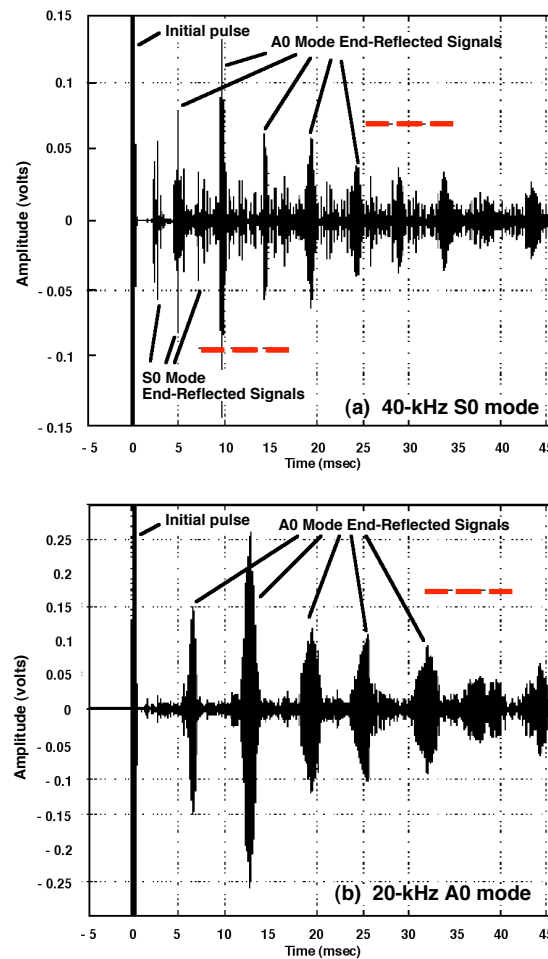 0.15
Initial pulse
A0 Mode End-Reflected Signals
0.1
0.05
0
- 0.05
- 0.1
S0 Mode
End-Reflected Signals
(a) 40-kHz S0 mode
0.15
- 5 0 5 10 15 20 25 30 35 40 45
Time (msec)
Amplitude (volts)
Initial pulse
A0 Mode End-Reflected Signals
0.25
0.2
0.15
0.1
0.05
0
- 0.05
- 0.1
- 0.15
- 0.2
- 0.25
(b) 20-kHz A0 mode
- 5 0 5 10 15 20 25 30 35 40 45
Time (msec)
Amplitude (volts)